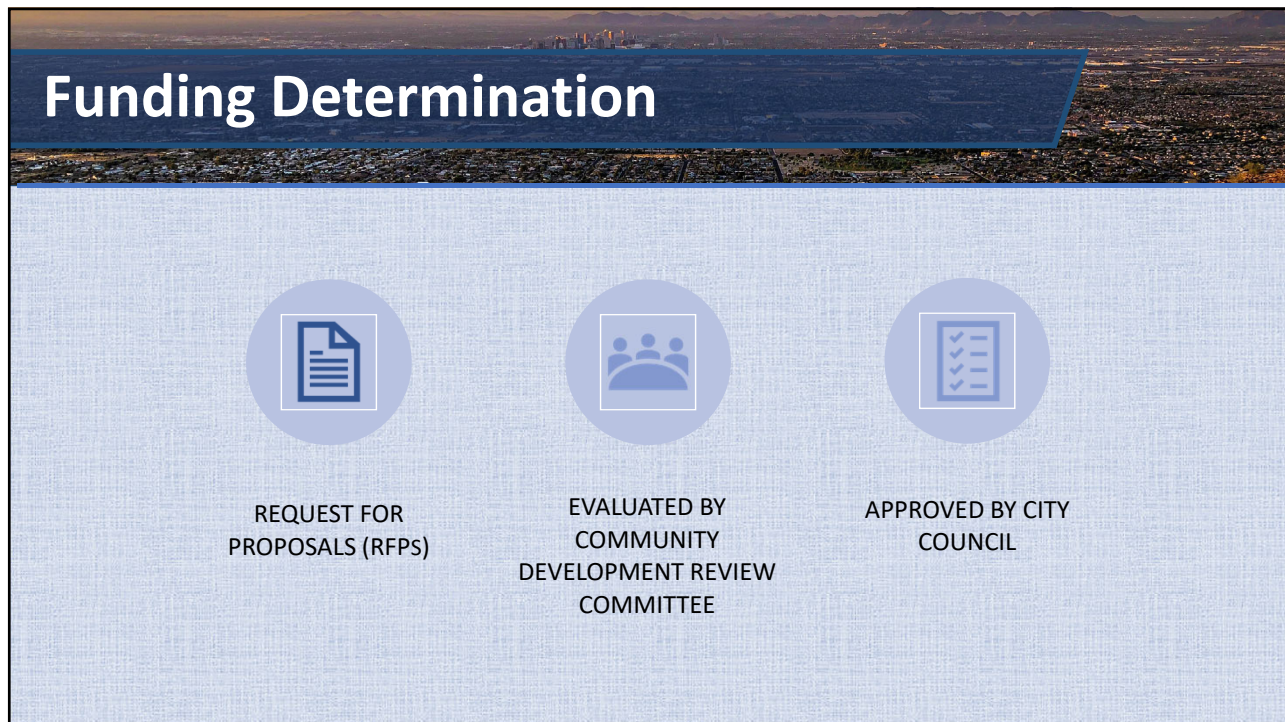 Funding Determination
REQUEST FOR
PROPOSALS (RFPS)
EVALUATED BY
COMMUNITY
DEVELOPMENT REVIEW
COMMITTEE
APPROVED BY CITY
COUNCIL